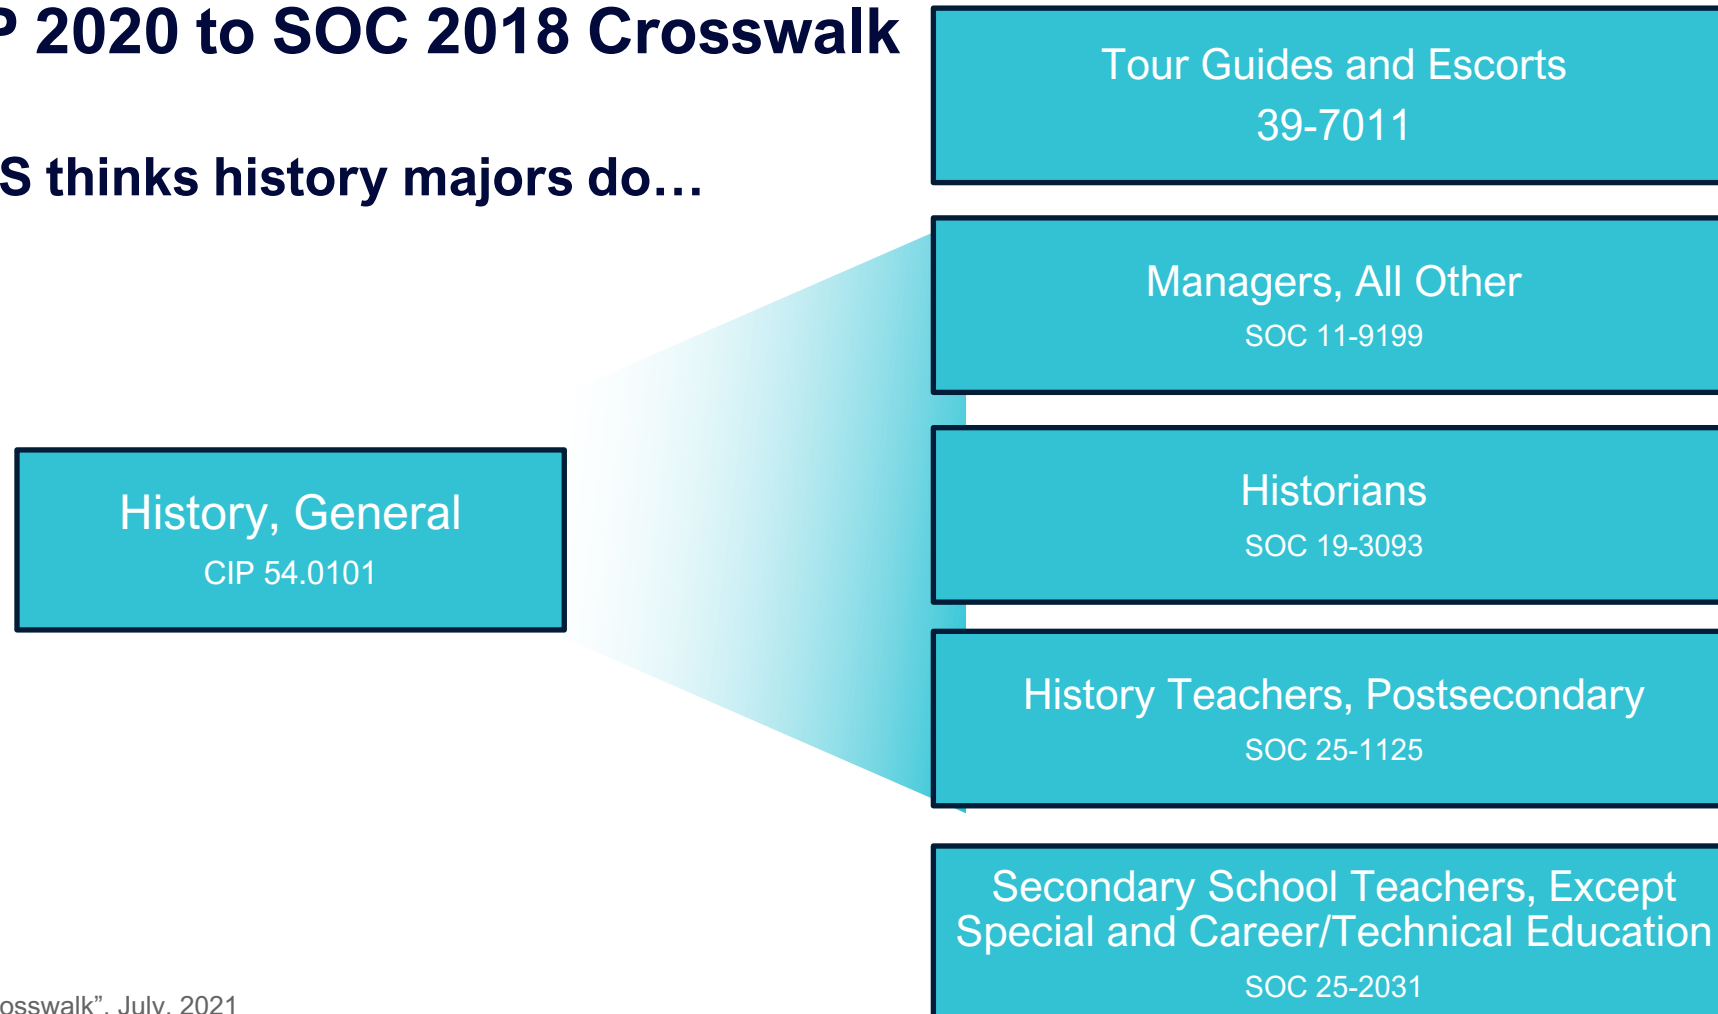 P 2020 to SOC 2018 Crosswalk
S thinks history majors do…
History, General
CIP 54.0101
Tour Guides and Escorts
39-7011
Managers, All Other
SOC 11-9199
Historians
SOC 19-3093
History Teachers, Postsecondary
SOC 25-1125
Secondary School Teachers, Except
Special and Career/Technical Education
SOC 25-2031
osswalk”, July, 2021